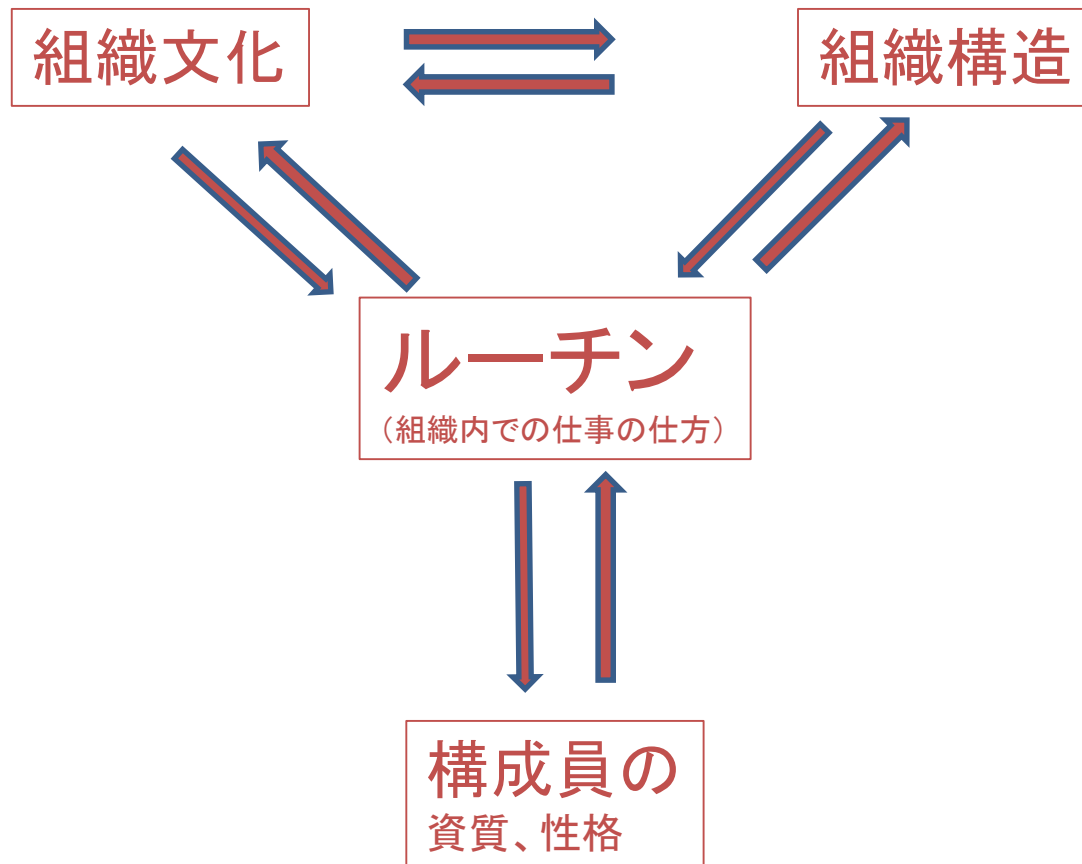 組織文化
組織構造
ルーチン
（組織内での仕事の仕方）
構成員の
資質、性格